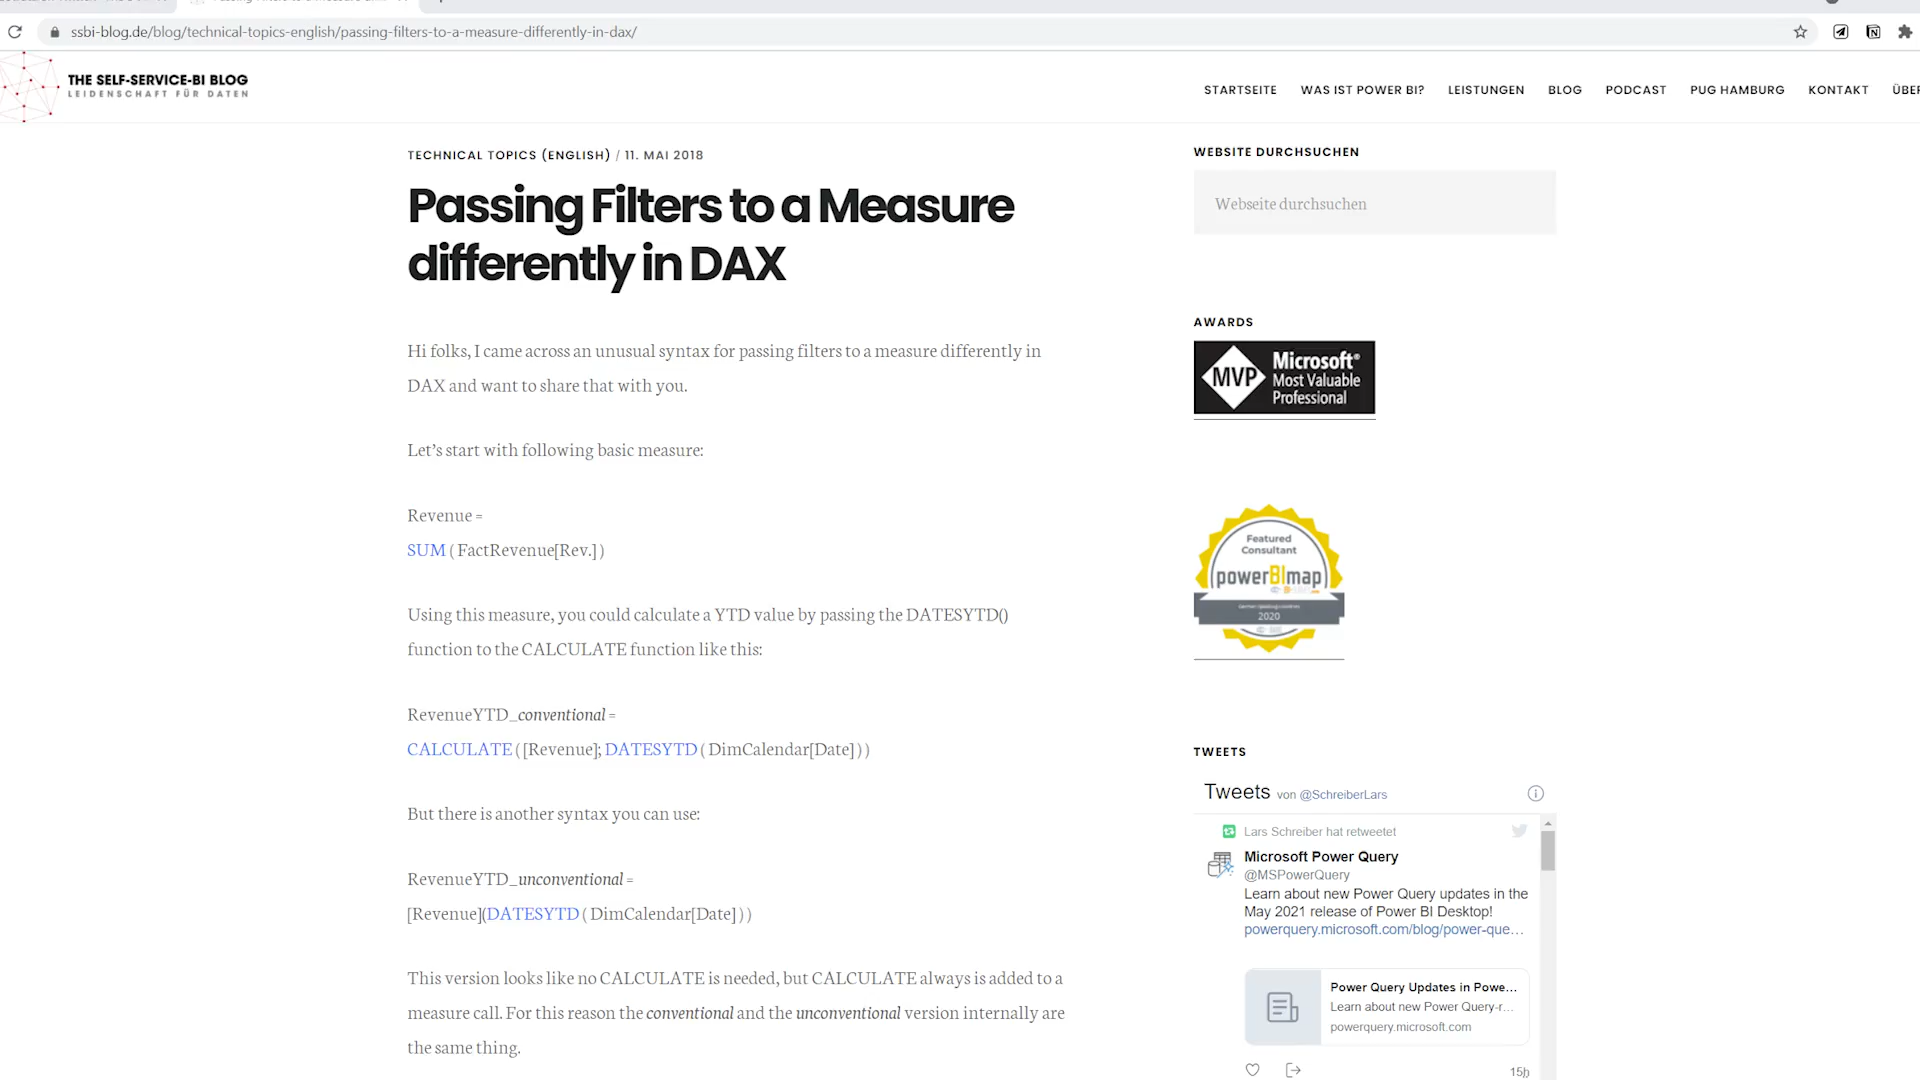 ssbi-blog.de/blog/technical-topics-english/passing-filters-to-a-measure-differently-in-dax/
THE SELF-SERVICE-BI BLOG
LEIDENSCHAFT FÜR DATEN
STARTSEITE WAS IST POWER BI? LEISTUNGEN BLOG PODCAST PUG HAMBURG KONTAKT ÜBER
TECHNICAL TOPICS (ENGLISH) / 11. MAI 2018
Passing Filters to a Measure
differently in DAX
Hi folks, I came across an unusual syntax for passing filters to a measure differently in
DAX and want to share that with you.
Let’s start with following basic measure:
Revenue =
SUM ( FactRevenue[Rev.] )
Using this measure, you could calculate a YTD value by passing the DATESYTD()
function to the CALCULATE function like this:
RevenueYTD_conventional =
CALCULATE ( [Revenue]; DATESYTD ( DimCalendar[Date] ) )
But there is another syntax you can use:
RevenueYTD_unconventional =
[Revenue](DATESYTD ( DimCalendar[Date] ) )
This version looks like no CALCULATE is needed, but CALCULATE always is added to a
measure call. For this reason the conventional and the unconventional version internally are
the same thing.
WEBSITE DURCHSUCHEN
Webseite durchsuchen
AWARDS
MVP
Microsoft®
Most Valuable
Professional
Featured
Consultant
powerBImap
2020
TWEETS
Tweets von @SchreiberLars
Lars Schreiber hat retweetet
Microsoft Power Query
@MSPowerQuery
Learn about new Power Query updates in the
May 2021 release of Power BI Desktop!
powerquery.microsoft.com/blog/power-que…
Power Query Updates in Powe...
Learn about new Power Query-r...
powerquery.microsoft.com
15h